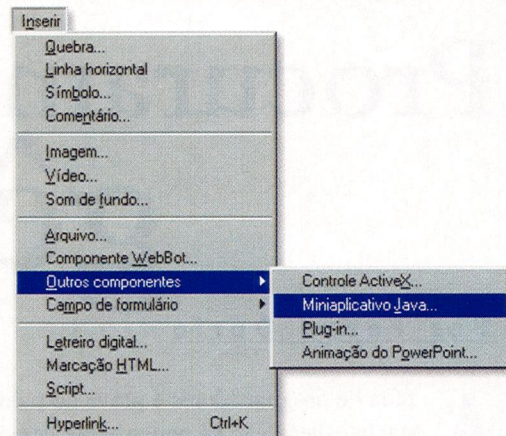 Inserir
Quebra...
Linha horizontal
Símbolo...
Comentário...
Imagem...
Vídeo...
Som de fundo...
Arquivo...
Componente WebBot...
Outros componentes
Campo de formulário
Letreiro digital...
Marcação HTML...
Script...
Hyperlink... Ctrl+K
Controle ActiveX...
Miniaplicativo Java...
Plug-in...
Animação do PowerPoint...